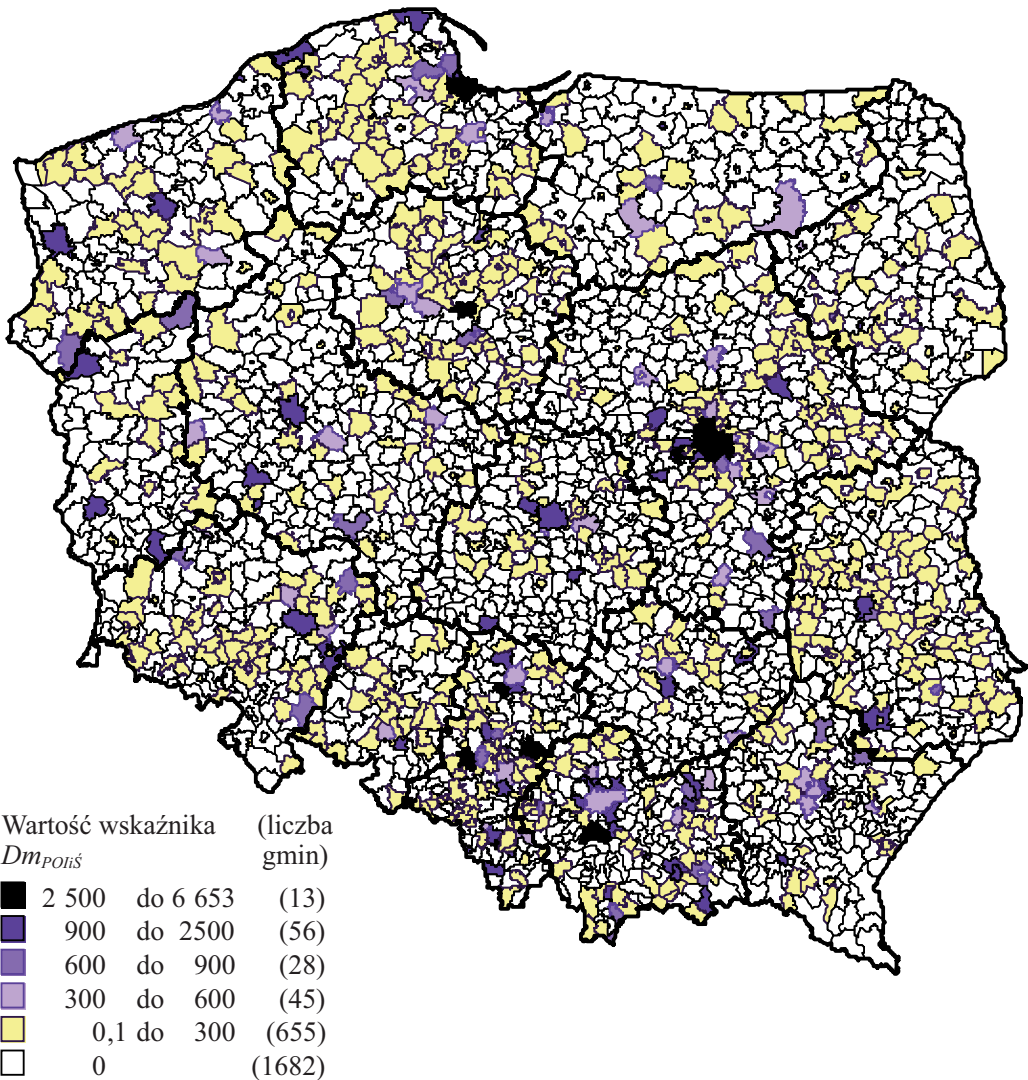 Wartość wskaźnika (liczba
Dm_POIiŚ gmin)
2 500 do 6 653 (13)
900 do 2500 (56)
600 do 900 (28)
300 do 600 (45)
0,1 do 300 (655)
0 (1682)